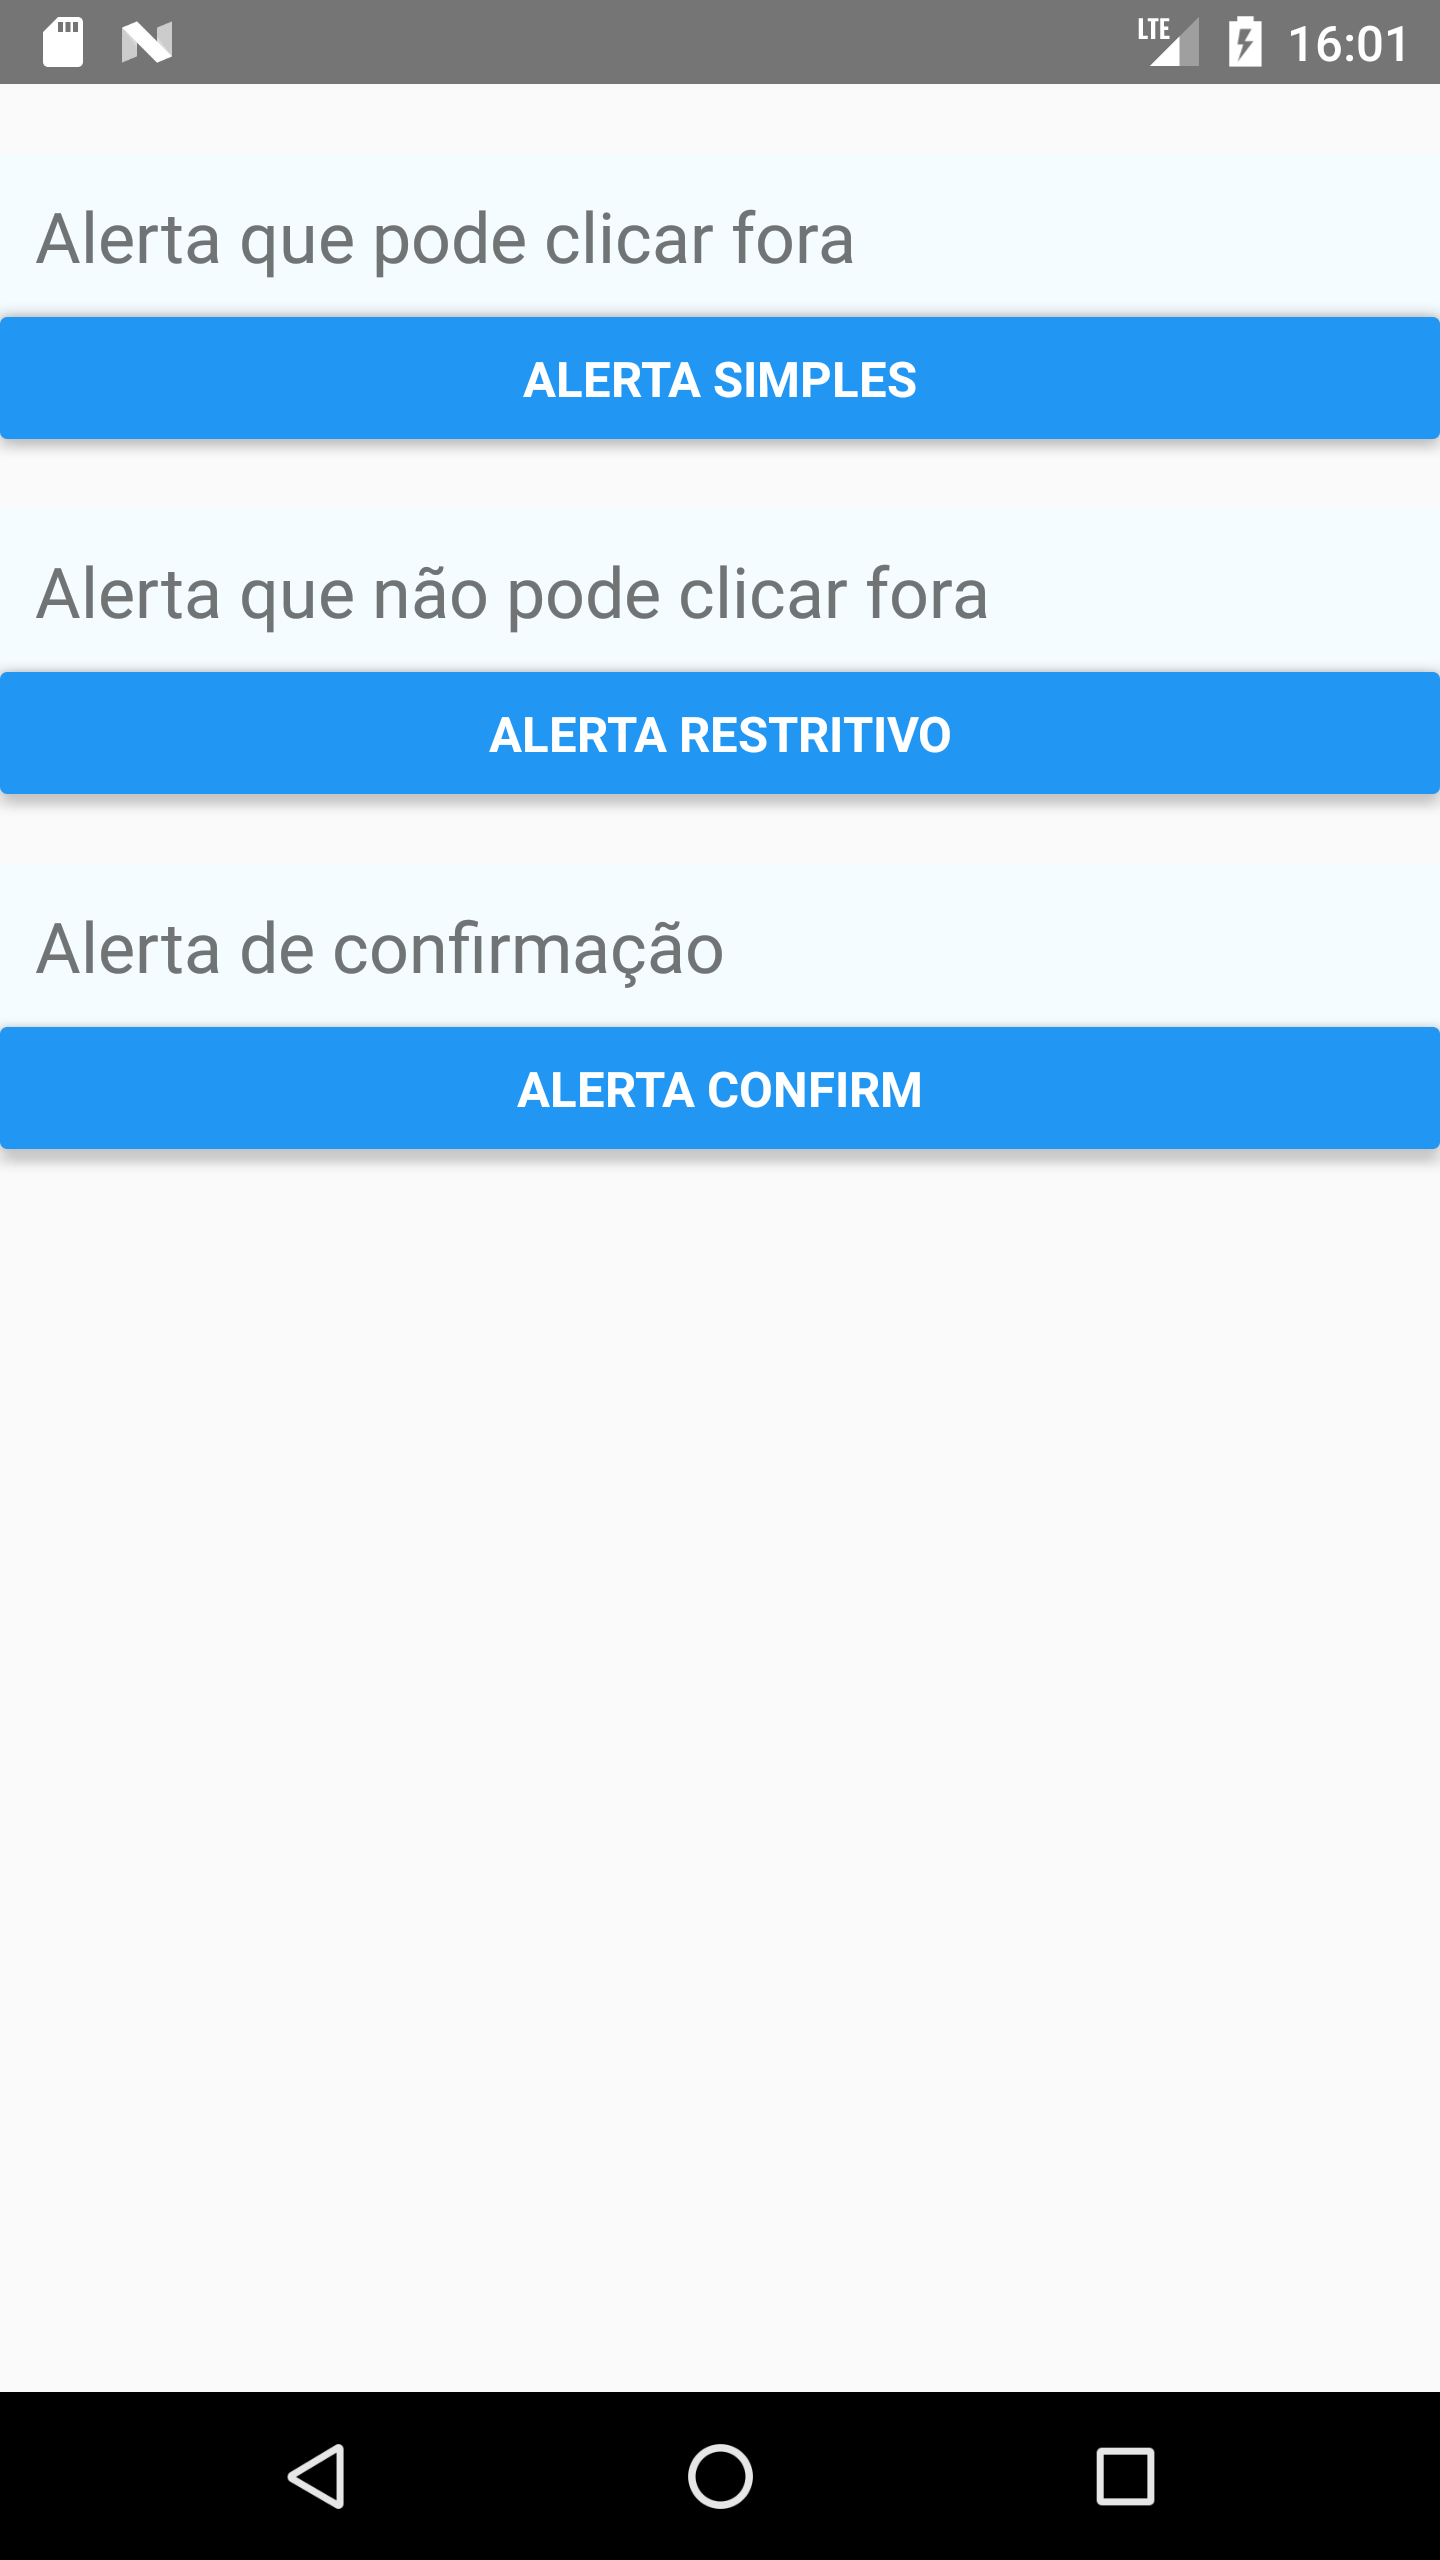 LTE 16:01
Alerta que pode clicar fora
ALERTA SIMPLES
Alerta que não pode clicar fora
ALERTA RESTRITIVO
Alerta de confirmação
ALERTA CONFIRM